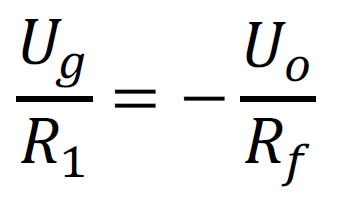 U_g/R_1 = −U_o/R_f